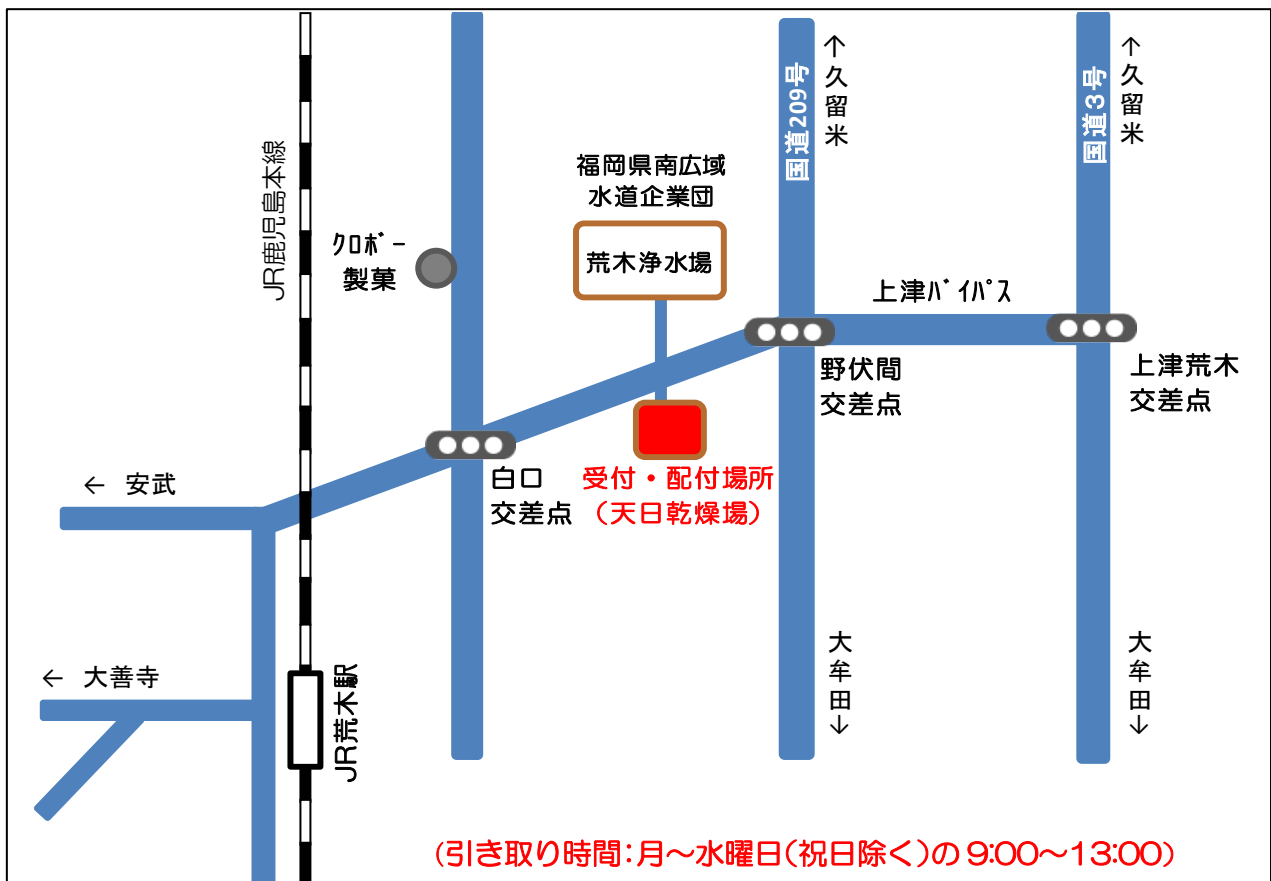 JR鹿児島本線
ｸﾛﾎﾞｰ
製菓
福岡県南広域
水道企業団
荒木浄水場
国道209号
↑久留米
国道３号
↑久留米
上津ﾊﾞｲﾊﾟｽ
野伏間
交差点
上津荒木
交差点
白口
交差点
受付・配付場所
（天日乾燥場）
← 安武
← 大善寺
JR荒木駅
大牟田↓
大牟田↓
(引き取り時間：月～水曜日(祝日除く)の 9:00～13:00)